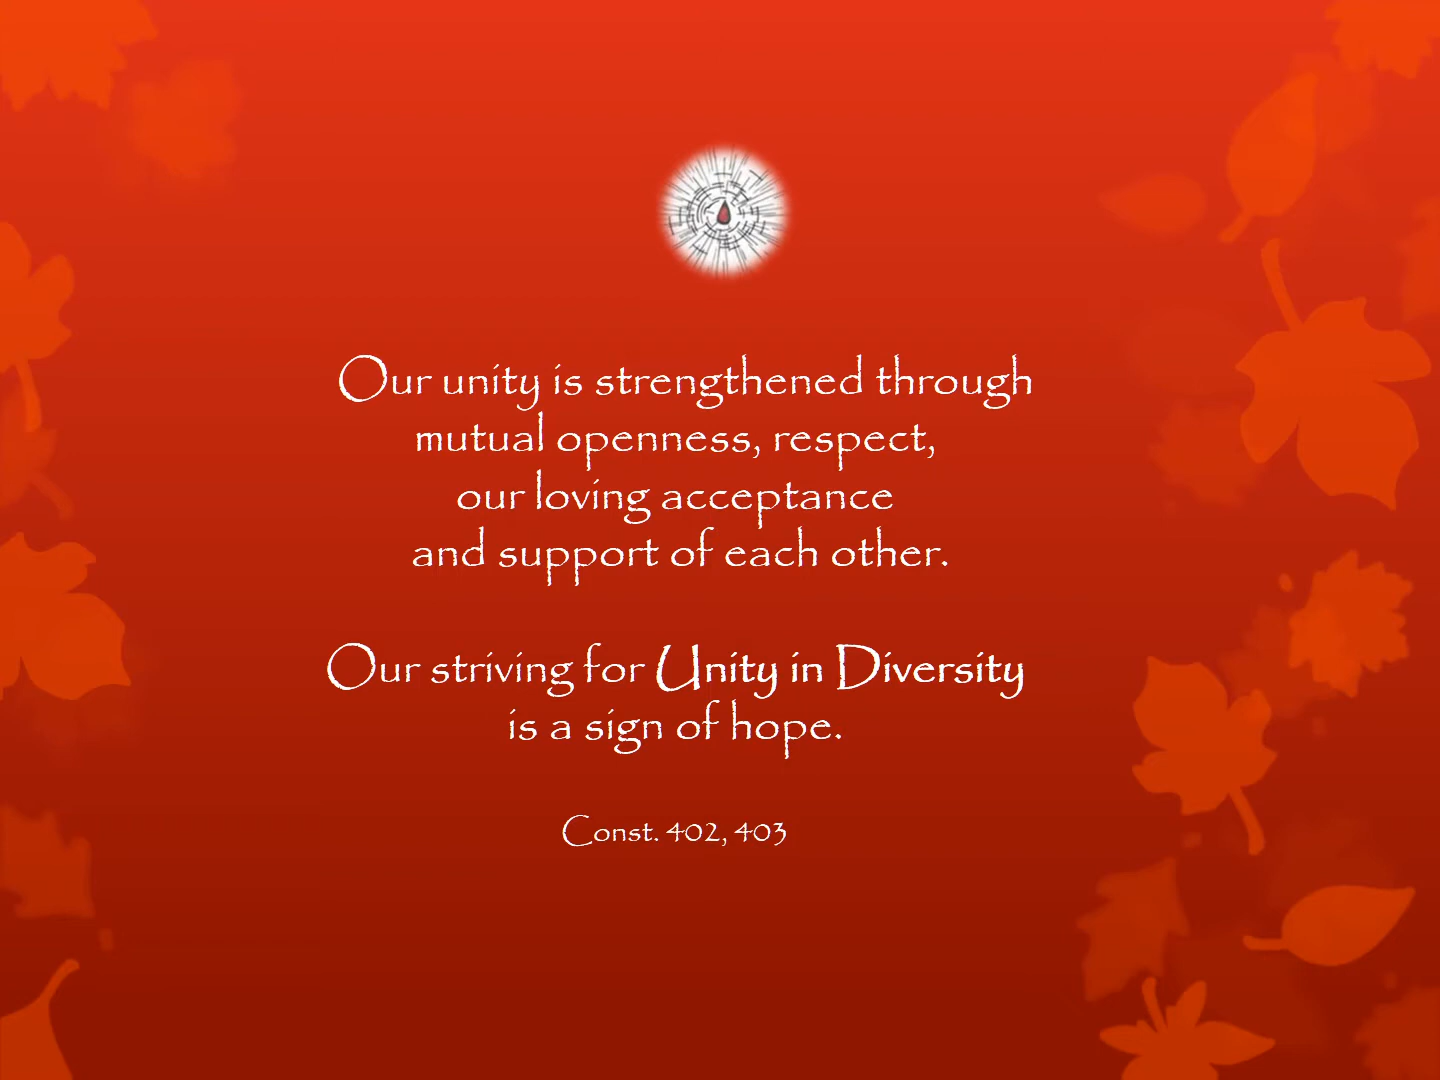 Our unity is strengthened through
mutual openness, respect,
our loving acceptance
and support of each other.
Our striving for Unity in Diversity
is a sign of hope.
Const. 402, 403